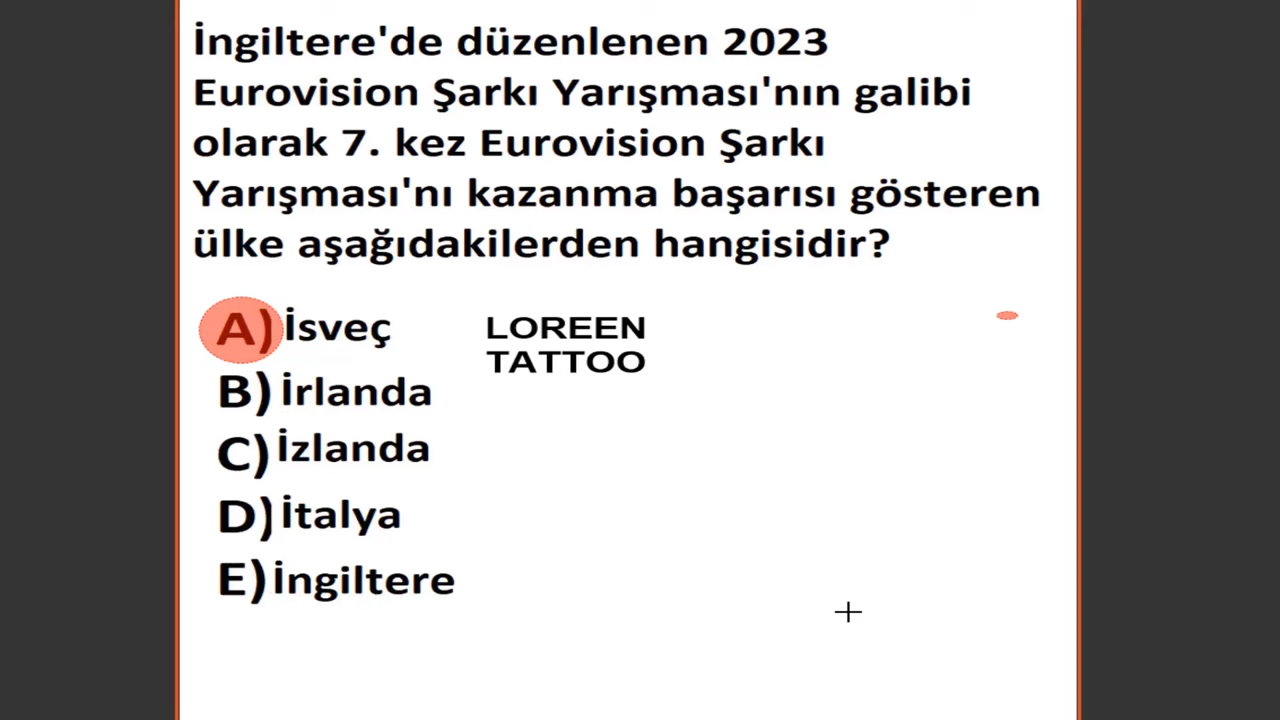 İngiltere'de düzenlenen 2023
Eurovision Şarkı Yarışması'nın galibi
olarak 7. kez Eurovision Şarkı
Yarışması'nı kazanma başarısı gösteren
ülke aşağıdakilerden hangisidir?
A) İsveç LOREEN
TATTOO
B) İrlanda
C) İzlanda
D) İtalya
E) İngiltere